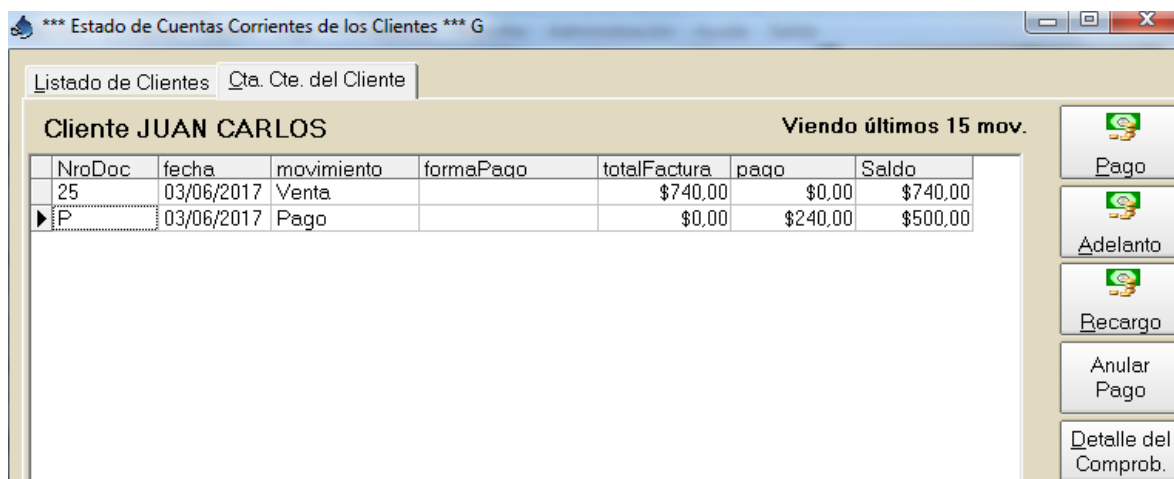 *** Estado de Cuentas Corrientes de los Clientes *** G
Listado de Clientes Cta. Cte. del Cliente
Cliente JUAN CARLOS Viendo últimos 15 mov.
NroDoc fecha movimiento formaPago totalFactura pago Saldo
25 03/06/2017 Venta $740,00 $0,00 $740,00
P 03/06/2017 Pago $0,00 $240,00 $500,00
Pago
Adelanto
Recargo
Anular
Pago
Detalle del
Comprob.